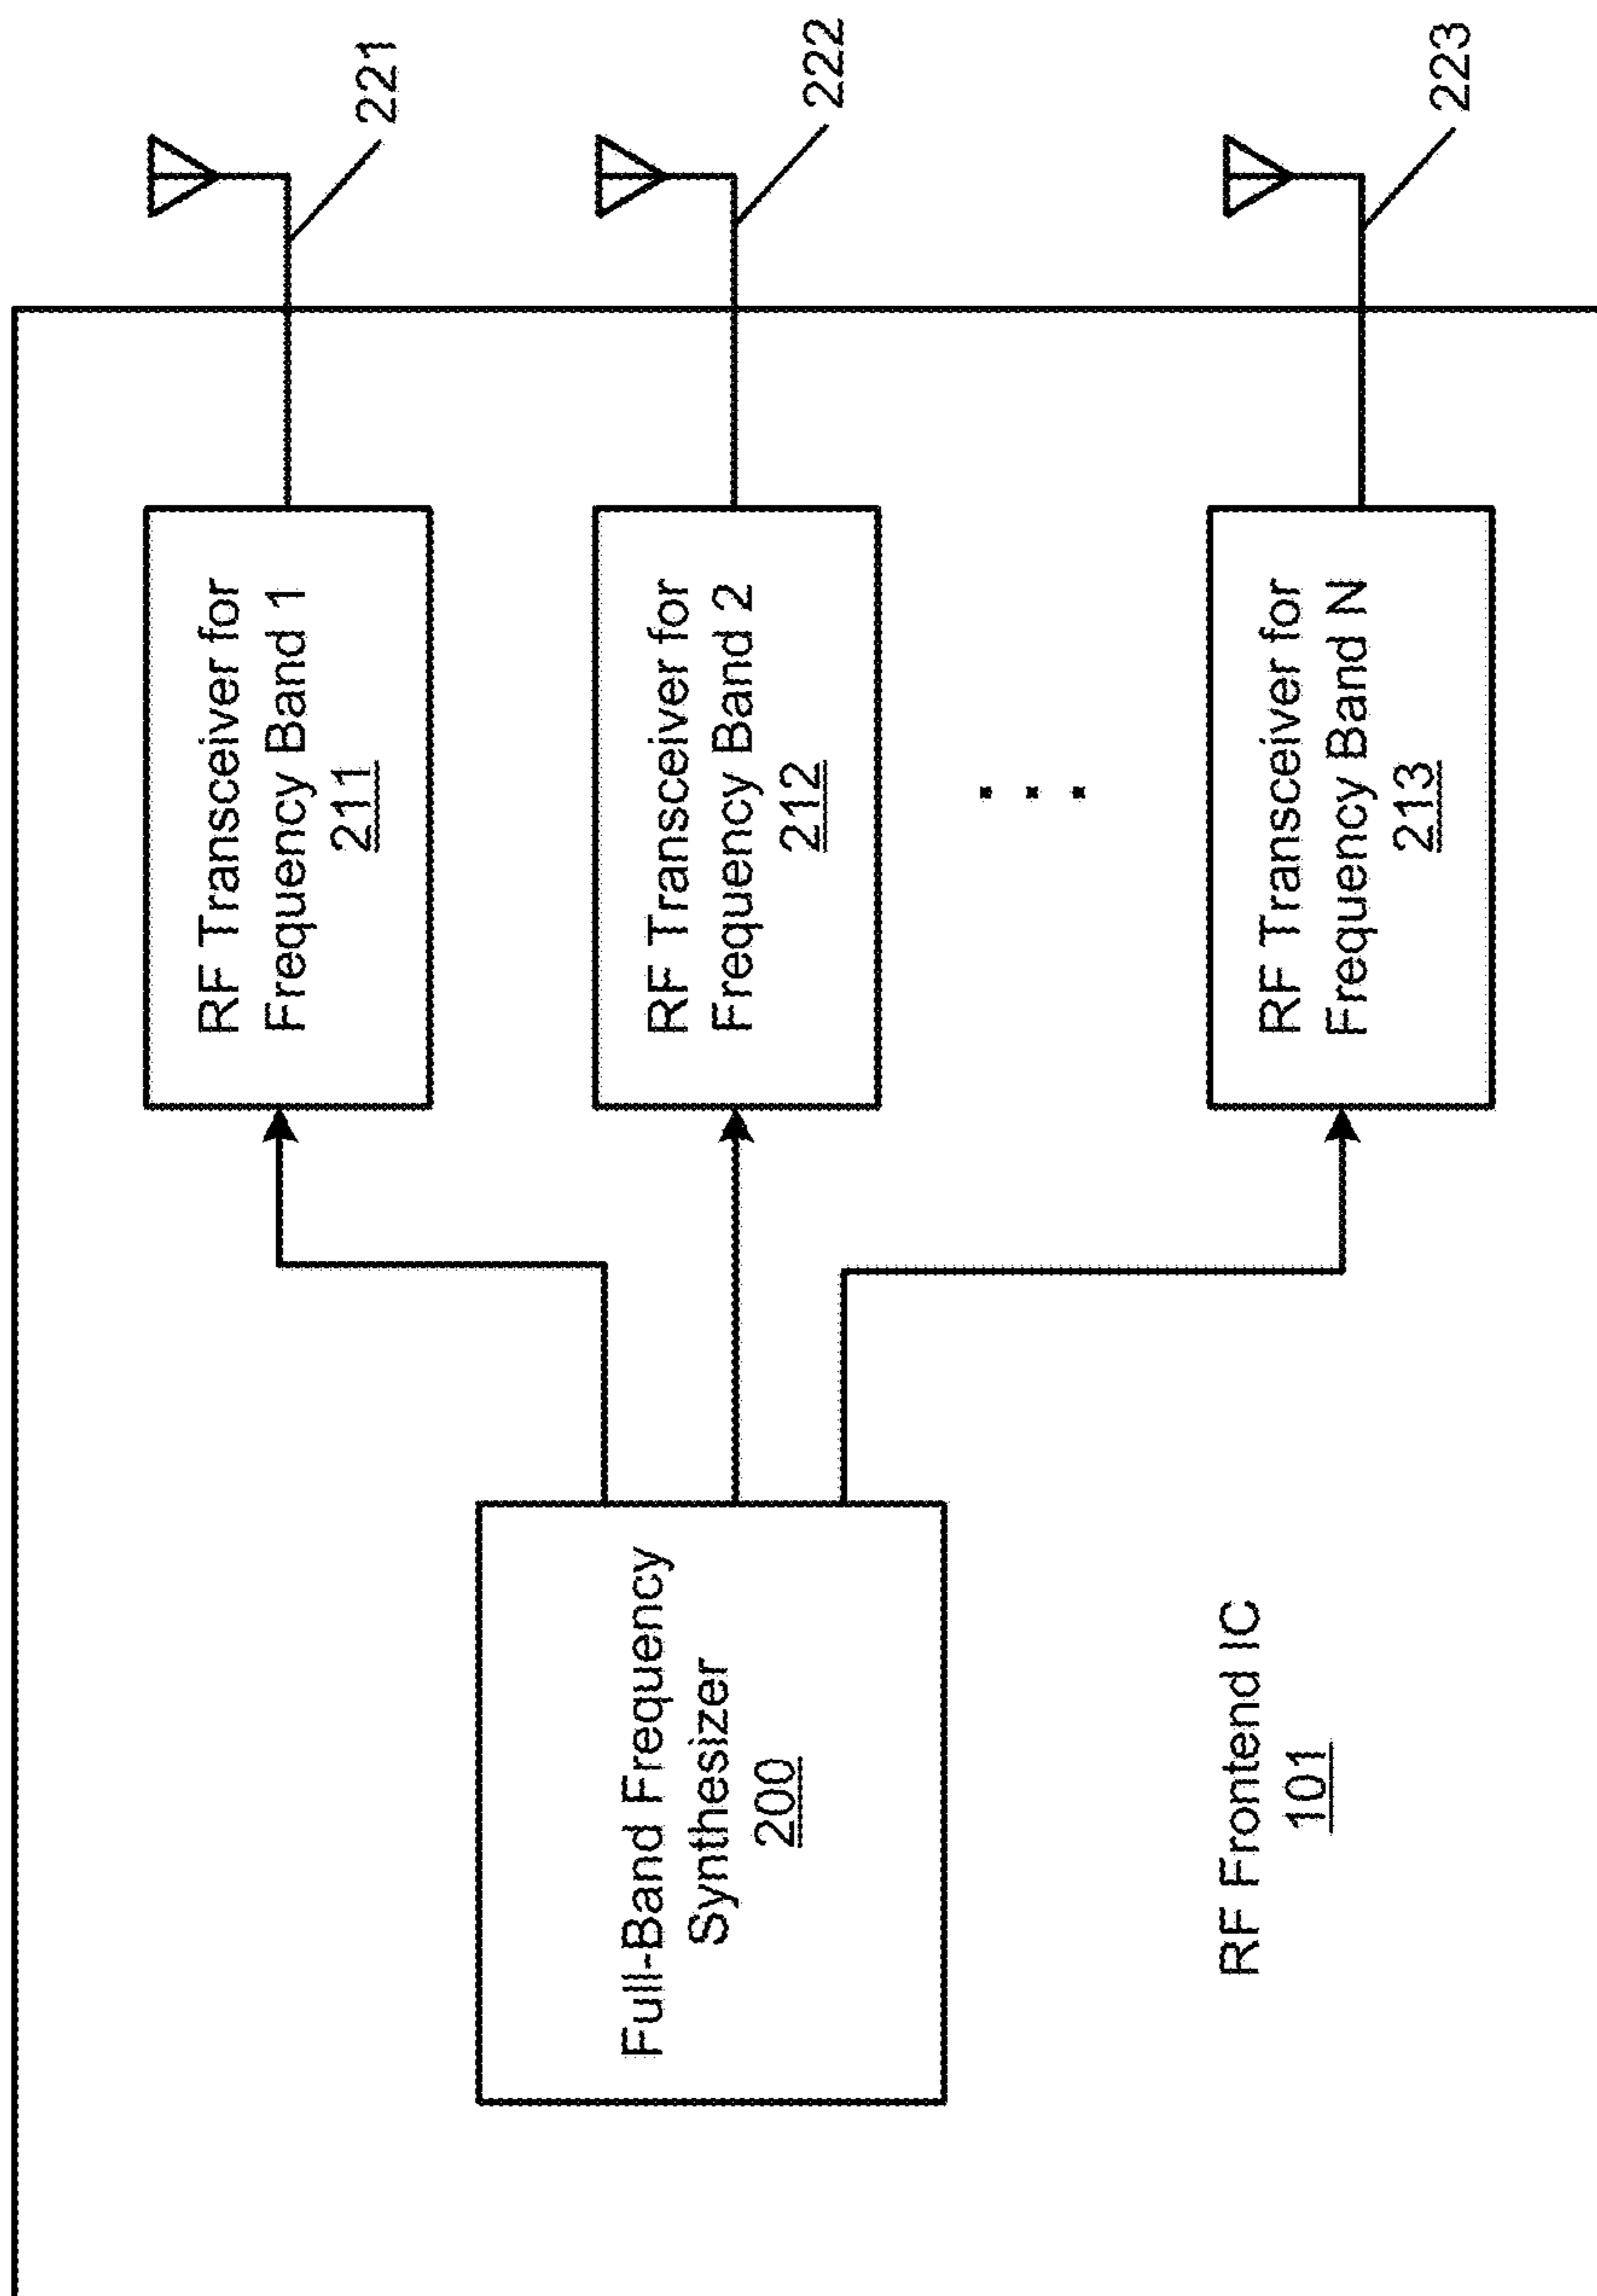 RF Transceiver for
Frequency Band 1
211
221
RF Transceiver for
Frequency Band 2
212
222
Full-Band Frequency
Synthesizer
200
. . .
RF Transceiver for
Frequency Band N
213
223
RF Frontend IC
101